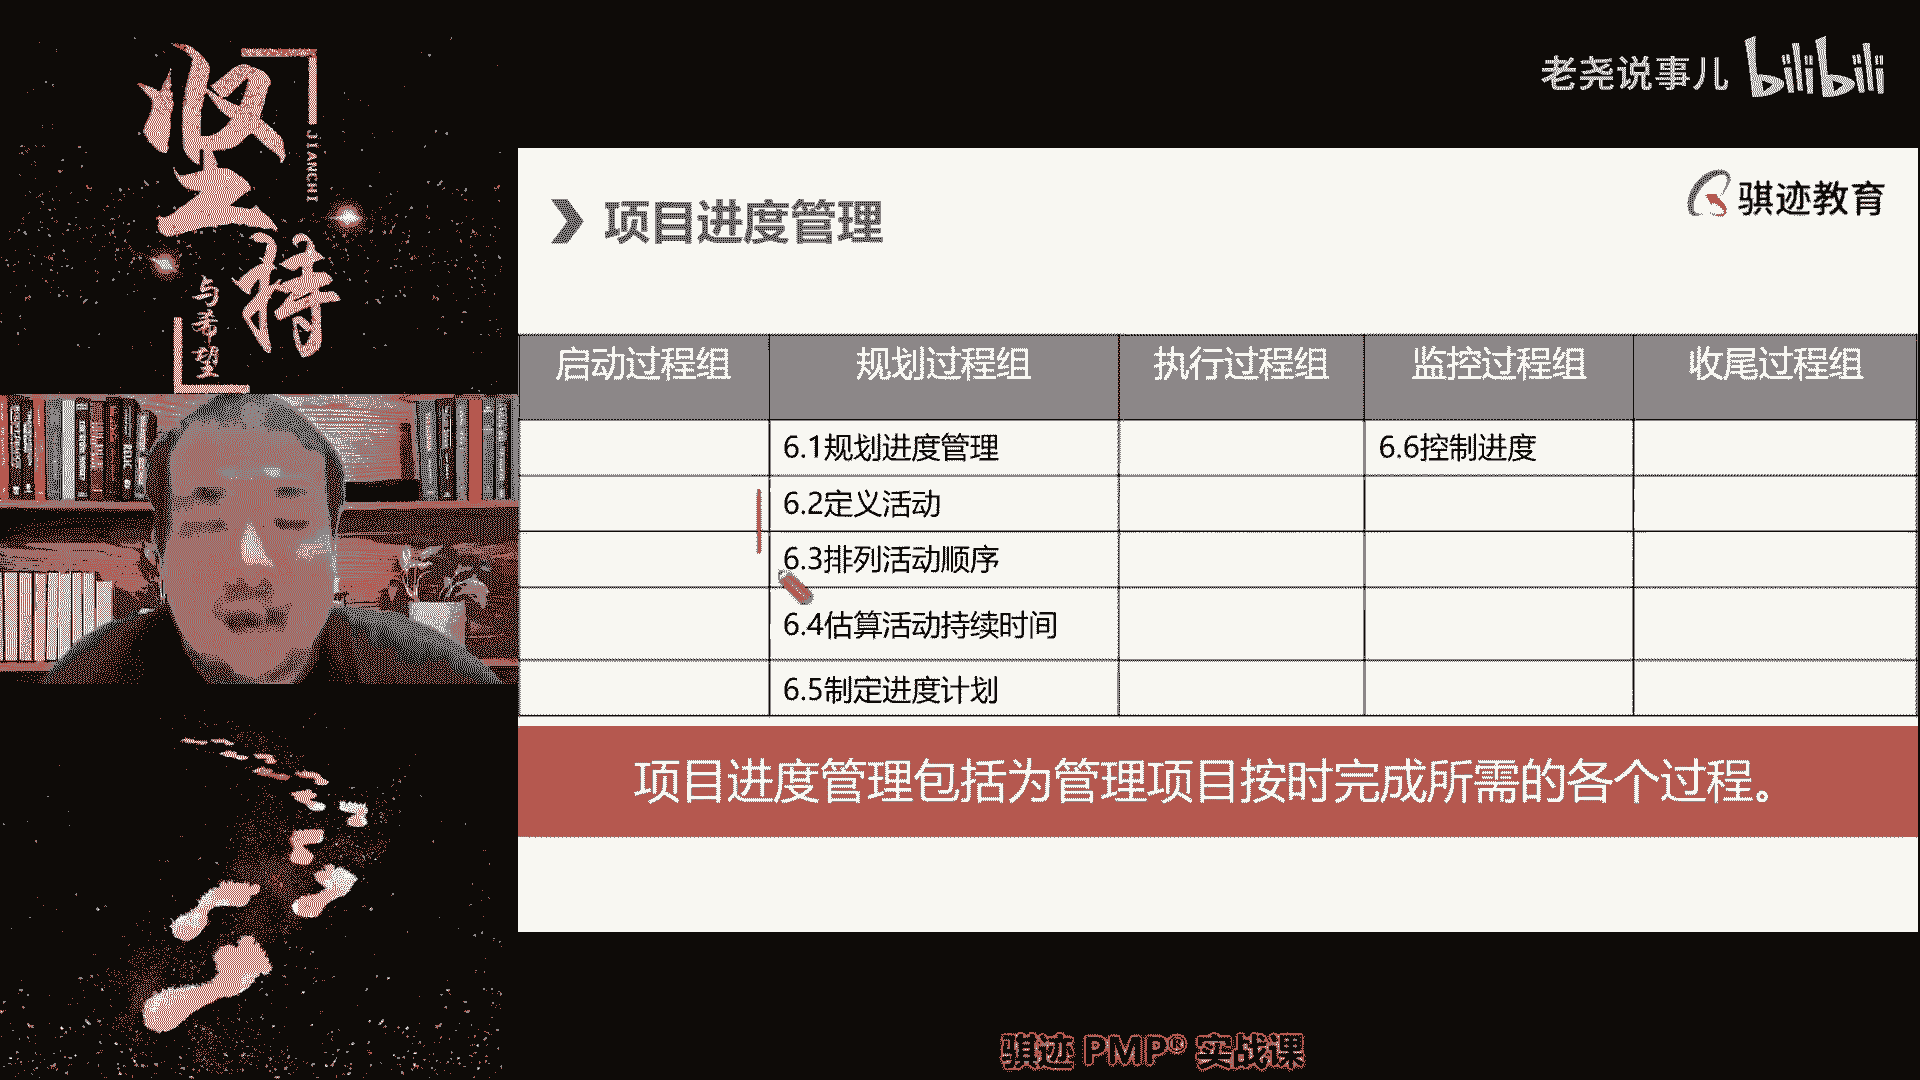 坚持
JIANCHI
与希望
老尧说事儿 bilibili
骐迹教育
项目进度管理
启动过程组 规划过程组 执行过程组 监控过程组 收尾过程组
6.1规划进度管理 6.6控制进度
6.2定义活动
6.3排列活动顺序
6.4估算活动持续时间
6.5制定进度计划
项目进度管理包括为管理项目按时完成所需的各个过程。
骐迹 PMP® 实战课